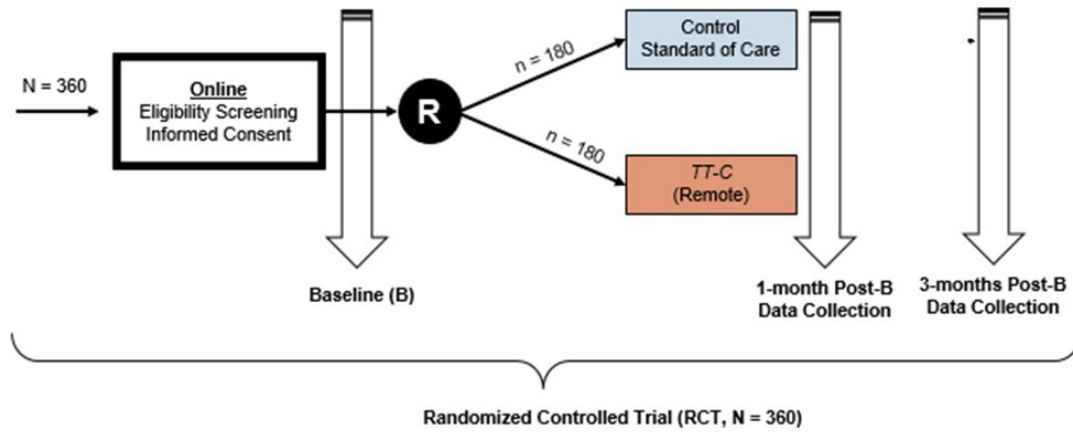 N = 360
Online
Eligibility Screening
Informed Consent
R
n = 180
n = 180
Control
Standard of Care
TT-C
(Remote)
Baseline (B)
1-month Post-B
Data Collection
3-months Post-B
Data Collection
Randomized Controlled Trial (RCT, N = 360)